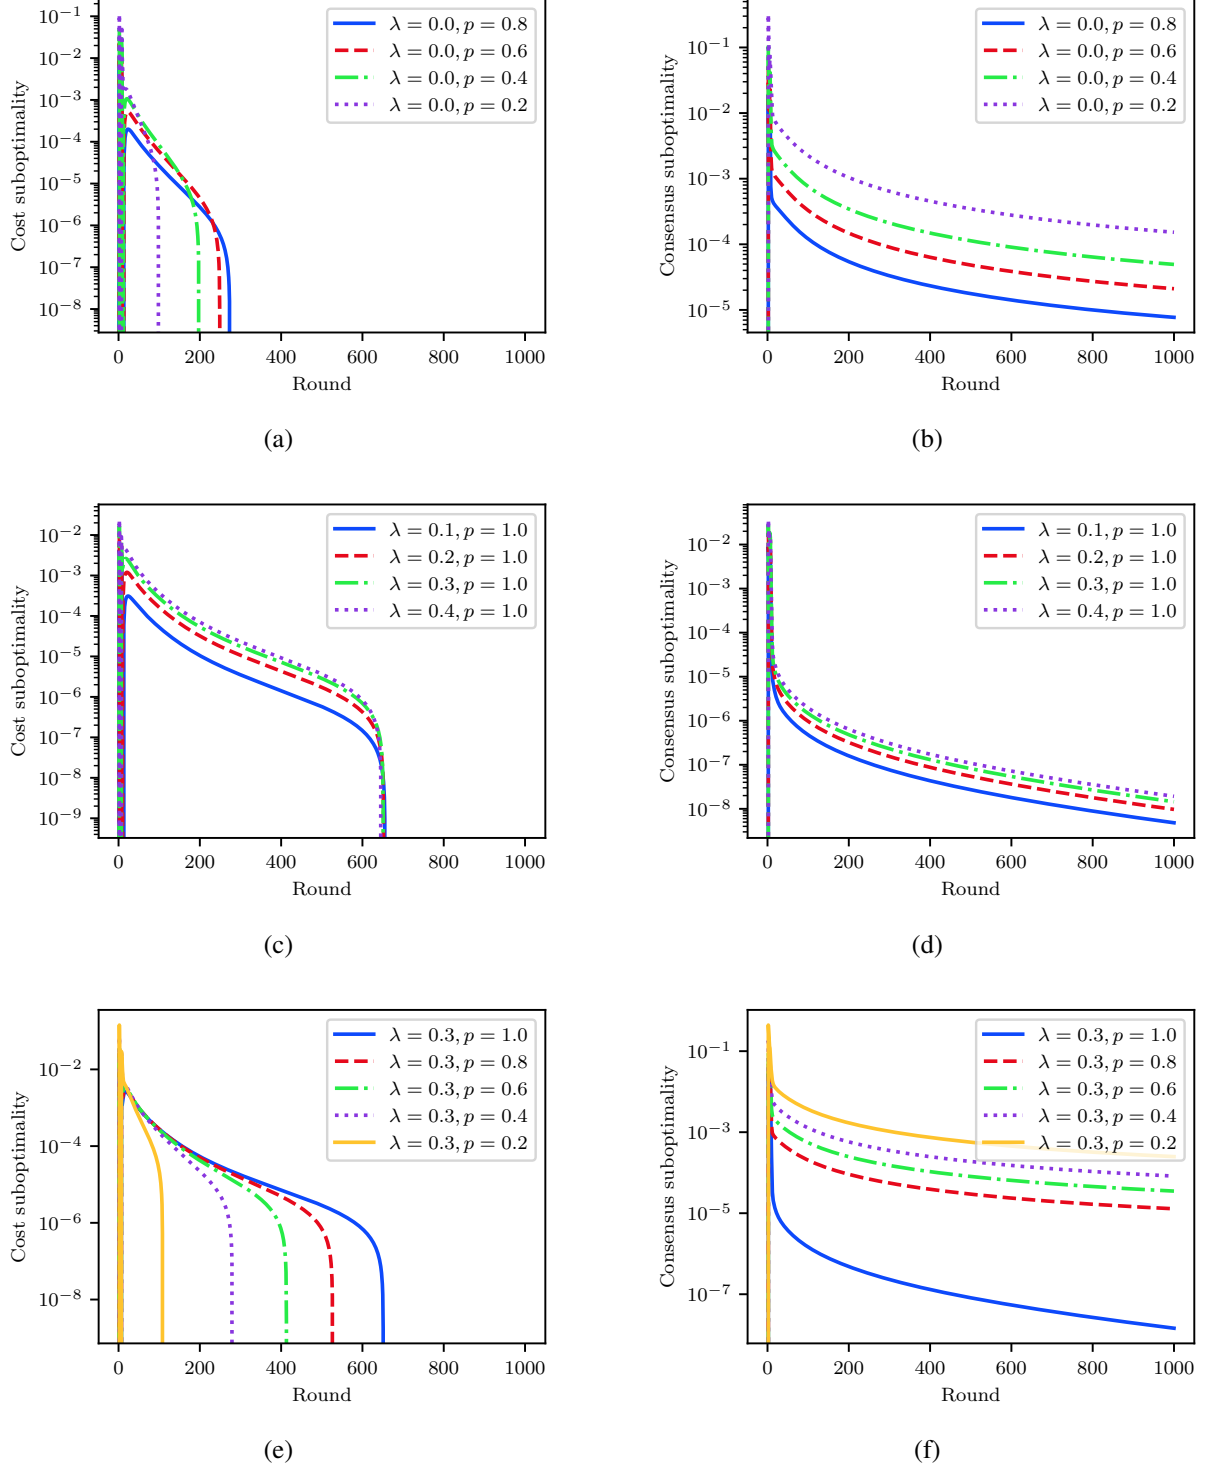 λ = 0.0, p = 0.8
λ = 0.0, p = 0.6
λ = 0.0, p = 0.4
λ = 0.0, p = 0.2
10⁻¹
10⁻²
10⁻³
10⁻⁴
10⁻⁵
10⁻⁶
10⁻⁷
10⁻⁸
Cost suboptimality
0 200 400 600 800 1000
Round
(a)
λ = 0.0, p = 0.8
λ = 0.0, p = 0.6
λ = 0.0, p = 0.4
λ = 0.0, p = 0.2
10⁻¹
10⁻²
10⁻³
10⁻⁴
10⁻⁵
Consensus suboptimality
0 200 400 600 800 1000
Round
(b)
λ = 0.1, p = 1.0
λ = 0.2, p = 1.0
λ = 0.3, p = 1.0
λ = 0.4, p = 1.0
10⁻²
10⁻³
10⁻⁴
10⁻⁵
10⁻⁶
10⁻⁷
10⁻⁸
10⁻⁹
Cost suboptimality
0 200 400 600 800 1000
Round
(c)
λ = 0.1, p = 1.0
λ = 0.2, p = 1.0
λ = 0.3, p = 1.0
λ = 0.4, p = 1.0
10⁻²
10⁻³
10⁻⁴
10⁻⁵
10⁻⁶
10⁻⁷
10⁻⁸
Consensus suboptimality
0 200 400 600 800 1000
Round
(d)
λ = 0.3, p = 1.0
λ = 0.3, p = 0.8
λ = 0.3, p = 0.6
λ = 0.3, p = 0.4
λ = 0.3, p = 0.2
10⁻²
10⁻⁴
10⁻⁶
10⁻⁸
Cost suboptimality
0 200 400 600 800 1000
Round
(e)
λ = 0.3, p = 1.0
λ = 0.3, p = 0.8
λ = 0.3, p = 0.6
λ = 0.3, p = 0.4
λ = 0.3, p = 0.2
10⁻¹
10⁻³
10⁻⁵
10⁻⁷
Consensus suboptimality
0 200 400 600 800 1000
Round
(f)